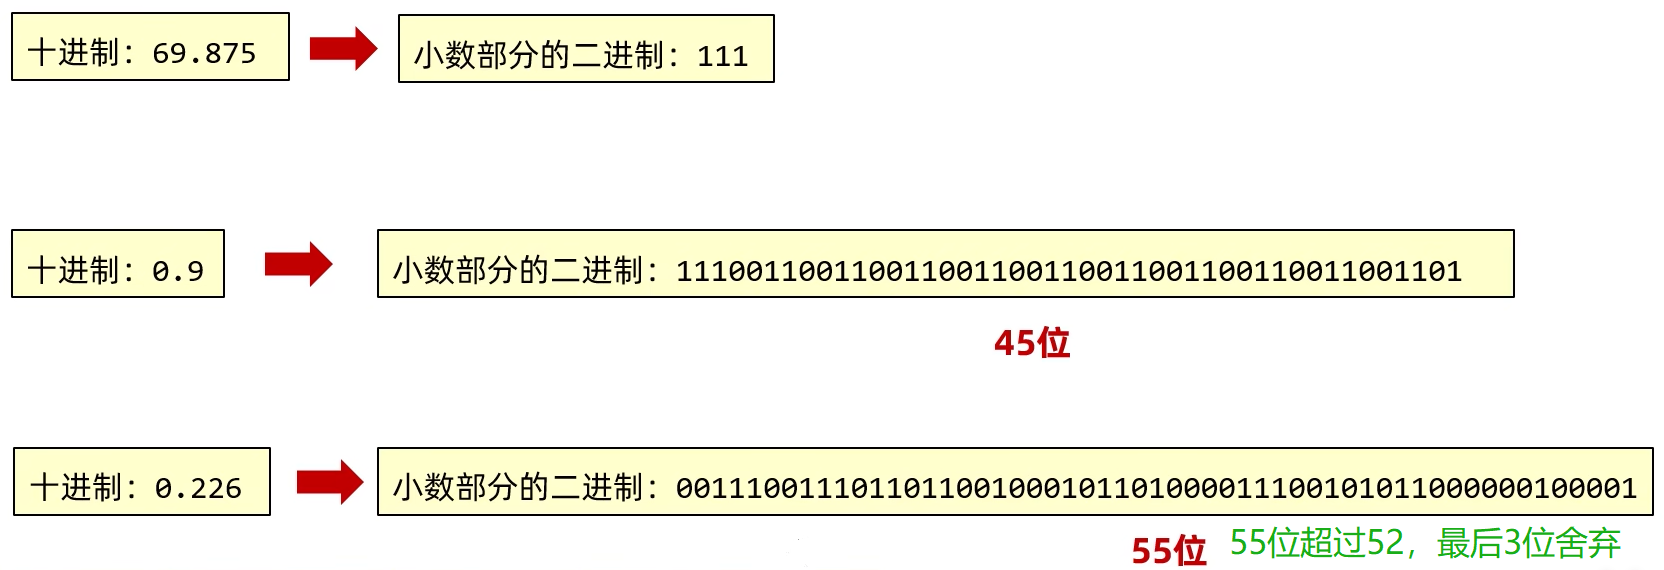 十进制：69.875
小数部分的二进制：111
十进制：0.9
小数部分的二进制：111001100110011001100110011001100110011001101
45位
十进制：0.226
小数部分的二进制：0011100111011011001000101101000011100101011000000100001
55位 55位超过52，最后3位舍弃